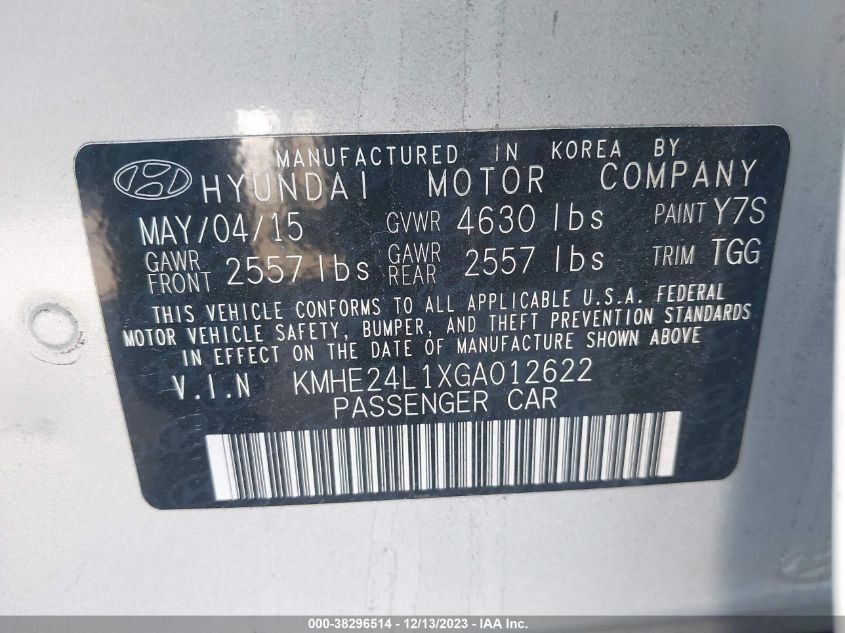 MANUFACTURED IN KOREA BY
HYUNDAI MOTOR COMPANY
MAY/04/15 GVWR 4630 lbs PAINT Y7S
GAWR FRONT 2557 lbs GAWR REAR 2557 lbs TRIM TGG
THIS VEHICLE CONFORMS TO ALL APPLICABLE U.S.A. FEDERAL
MOTOR VEHICLE SAFETY, BUMPER, AND THEFT PREVENTION STANDARDS
IN EFFECT ON THE DATE OF MANUFACTURE SHOWN ABOVE
V.I.N KMHE24L1XGA012622
PASSENGER CAR
000-38296514 - 12/13/2023 - © IAA Inc.